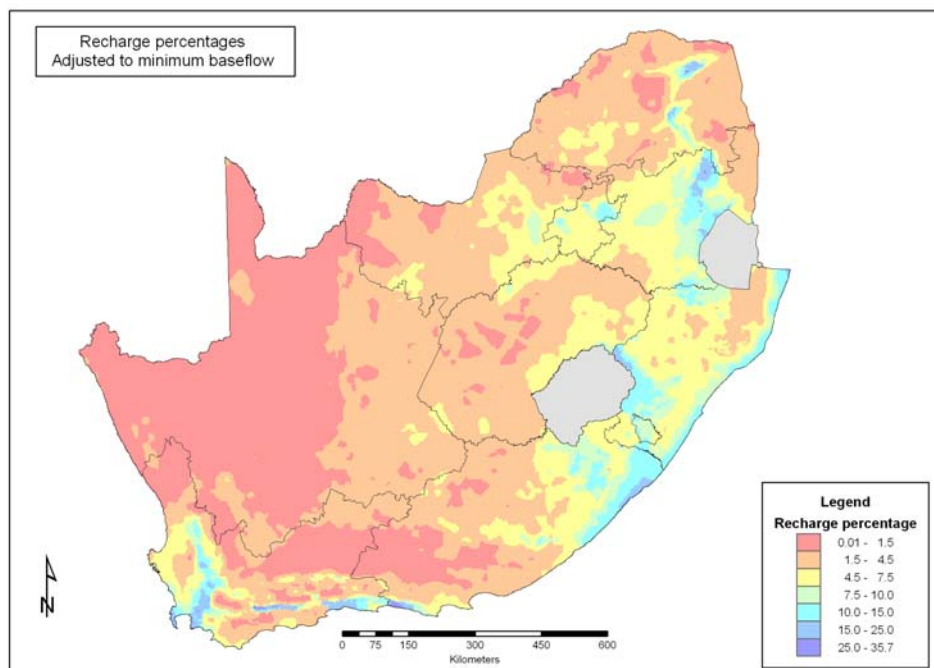 Recharge percentages
Adjusted to minimum baseflow
N
0 75 150 300 450 600
Kilometers
Legend
Recharge percentage
0.01 - 1.5
1.5 - 4.5
4.5 - 7.5
7.5 - 10.0
10.0 - 15.0
15.0 - 25.0
25.0 - 35.7